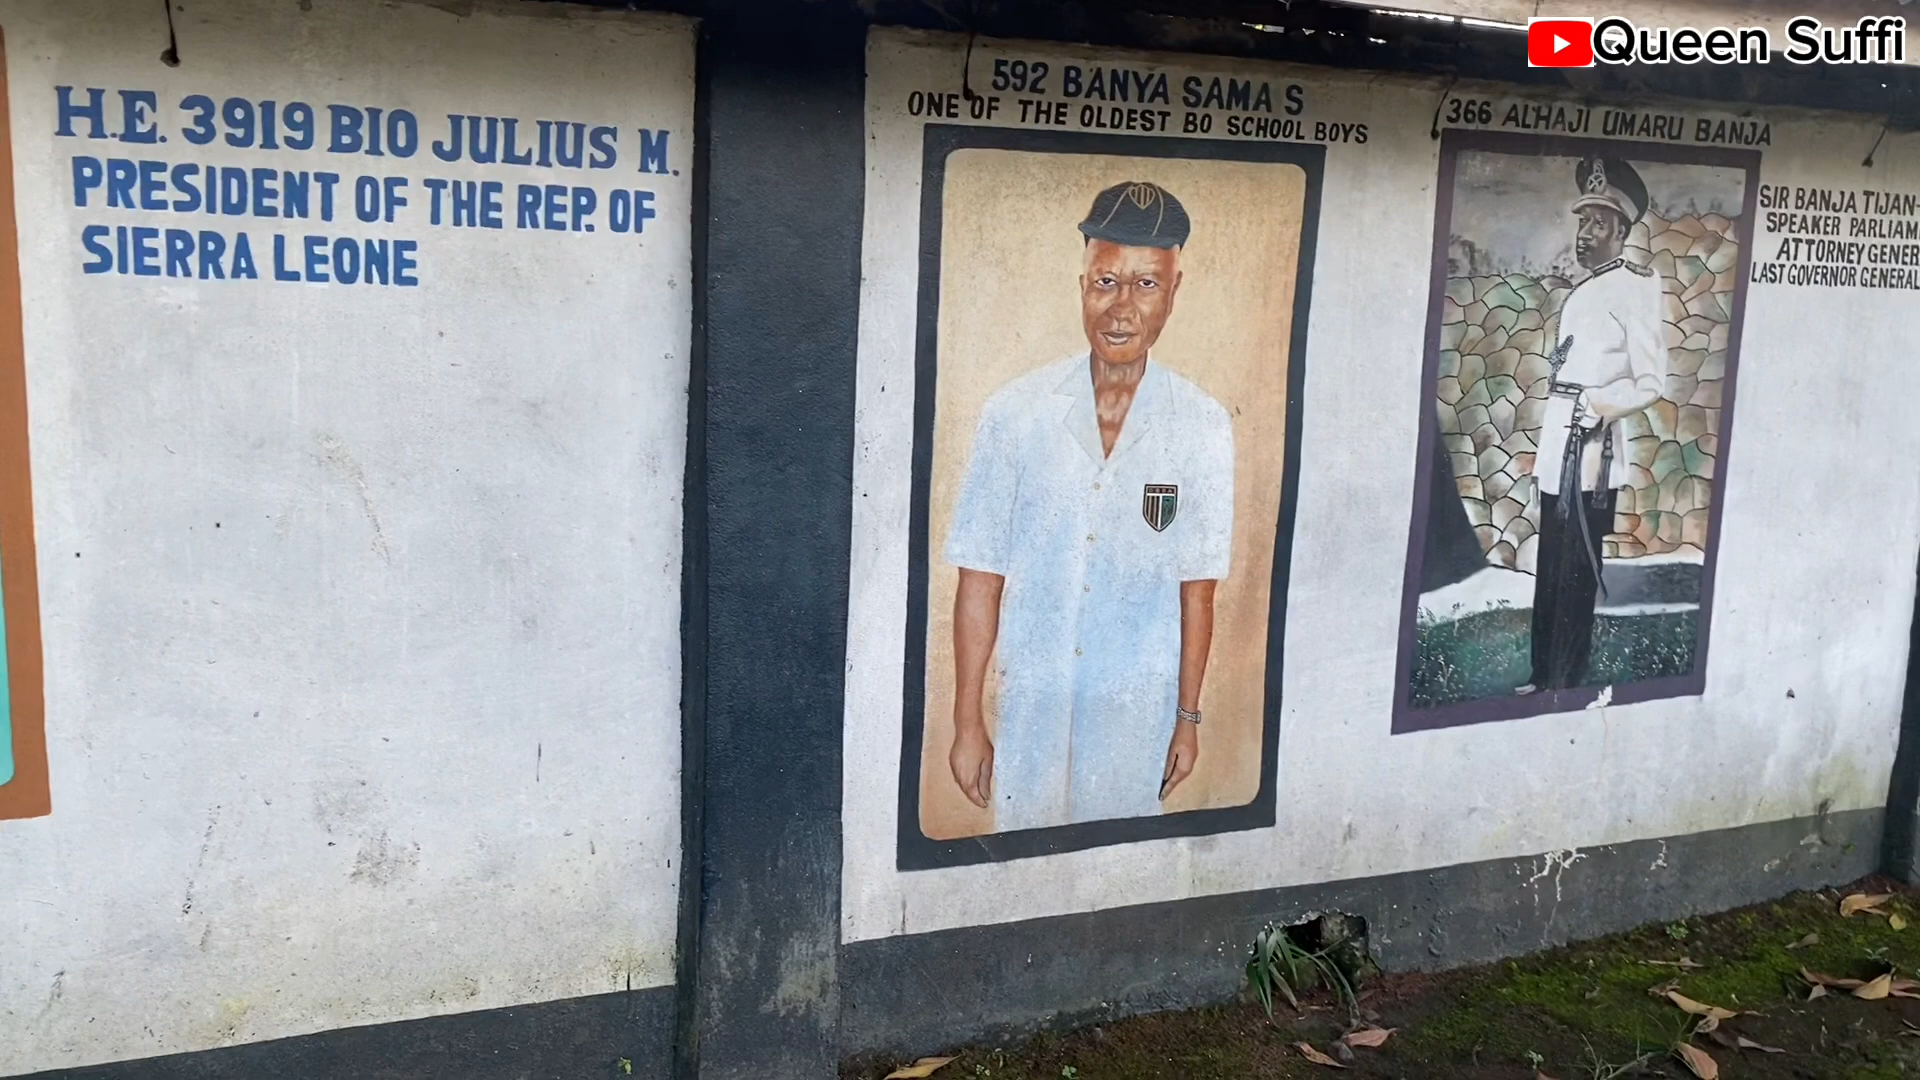 Queen Suffi
H.E. 3919 BIO JULIUS M.
PRESIDENT OF THE REP. OF
SIERRA LEONE
592 BANYA SAMA S
ONE OF THE OLDEST BO SCHOOL BOYS
366 ALHAJI UMARU BANJA
SIR BANJA TIJAN-
SPEAKER PARLIAM
ATTORNEY GENER
LAST GOVERNOR GENERAL